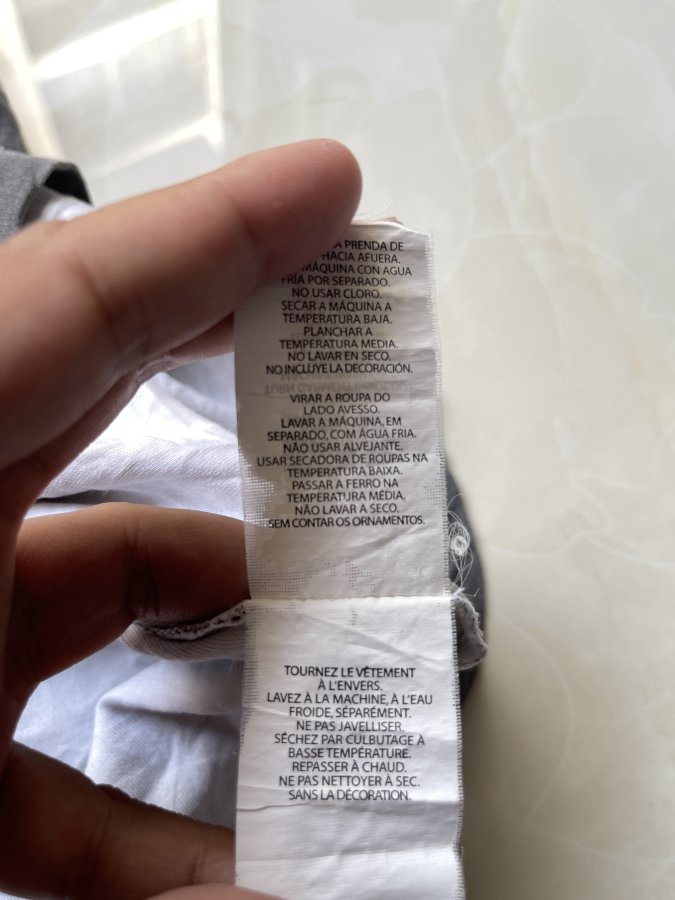 A PRENDA DE
HACIA AFUERA.
MÁQUINA CON AGUA
FRÍA POR SEPARADO.
NO USAR CLORO.
SECAR A MÁQUINA A
TEMPERATURA BAJA.
PLANCHAR A
TEMPERATURA MEDIA.
NO LAVAR EN SECO.
NO INCLUYE LA DECORACIÓN.
VIRAR A ROUPA DO
LADO AVESSO.
LAVAR A MÁQUINA, EM
SEPARADO, COM ÁGUA FRIA.
NÃO USAR ALVEJANTE.
USAR SECADORA DE ROUPAS NA
TEMPERATURA BAIXA.
PASSAR A FERRO NA
TEMPERATURA MÉDIA.
NÃO LAVAR A SECO.
SEM CONTAR OS ORNAMENTOS.
TOURNEZ LE VÊTEMENT
À L'ENVERS.
LAVEZ À LA MACHINE, À L'EAU
FROIDE, SÉPARÉMENT.
NE PAS JAVELLISER.
SÉCHEZ PAR CULBUTAGE À
BASSE TEMPÉRATURE.
REPASSER À CHAUD.
NE PAS NETTOYER À SEC.
SANS LA DÉCORATION.